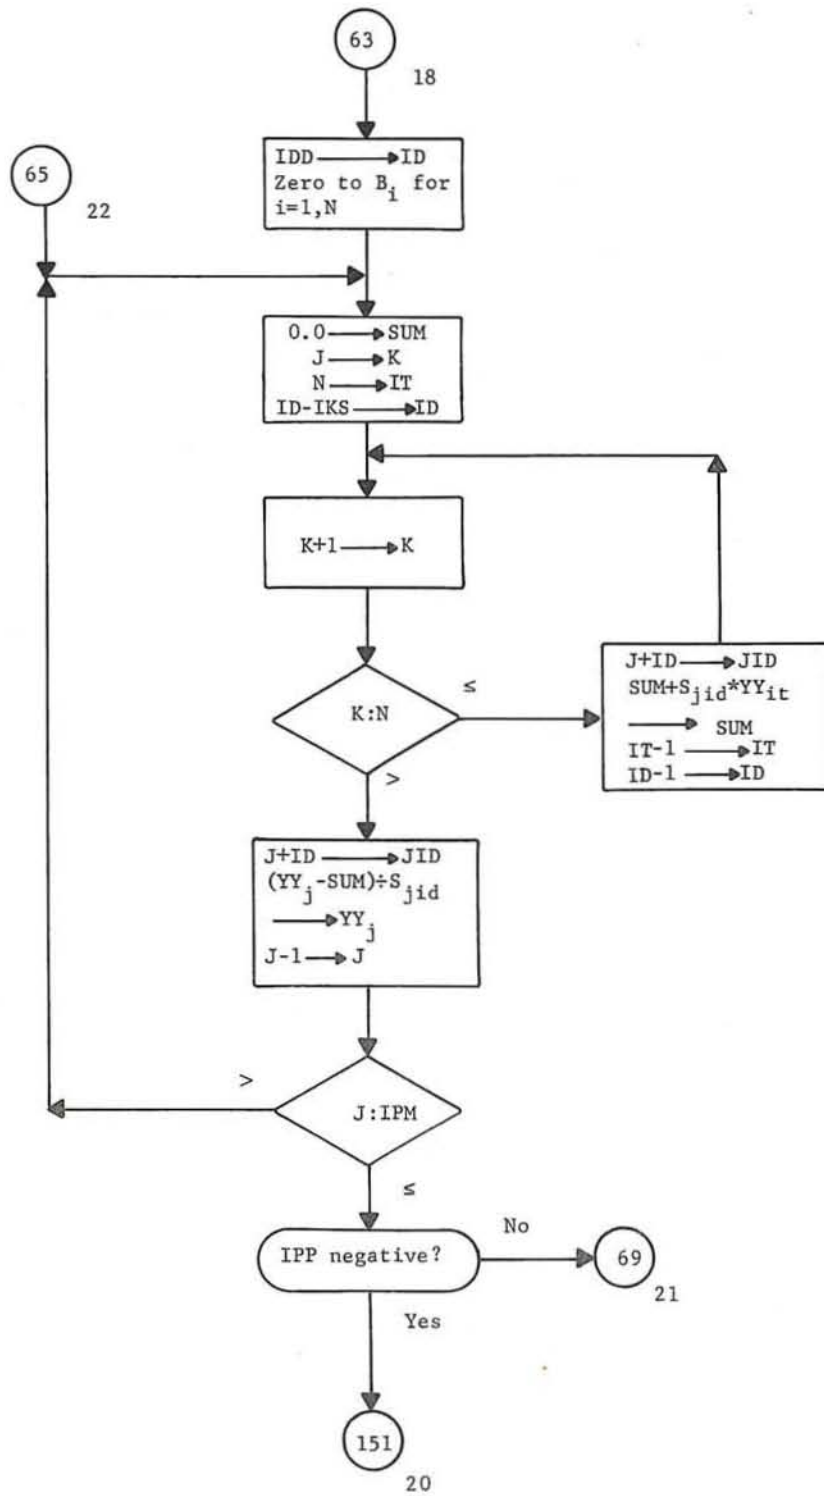 63
18
IDD→ID
Zero to B_i for
i=1,N
65
22
0.0→SUM
J→K
N→IT
ID-IKS→ID
K+1→K
K:N
≤
>
J+ID→JID
SUM+S_jid*YY_it
→ SUM
IT-1→IT
ID-1→ID
J+ID→JID
(YY_j-SUM)÷S_jid
→YY_j
J-1→J
>
J:IPM
≤
IPP negative?
No
69
21
Yes
151
20